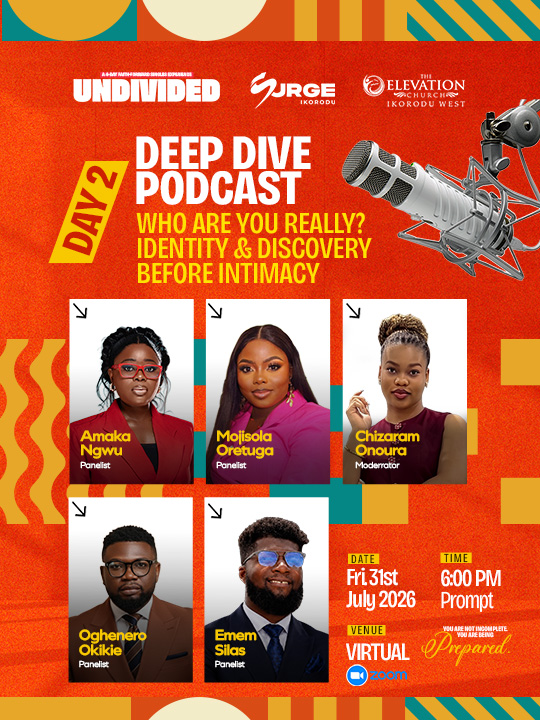 A 4-DAY FAITH-FORWARD SINGLES EXPERIENCE
UNDIVIDED
SURGE
IKORODU
THE
ELEVATION
CHURCH
IKORODU WEST
DAY 2
DEEP DIVE
PODCAST
WHO ARE YOU REALLY?
IDENTITY & DISCOVERY
BEFORE INTIMACY
Amaka
Ngwu
Panelist
Mojisola
Oretuga
Panelist
Chizaram
Onoura
Moderrator
Oghenero
Okikie
Panelist
Emem
Silas
Panelist
DATE
Fri 31st
July 2026
TIME
6:00 PM
Prompt
VENUE
VIRTUAL
zoom
YOU ARE NOT INCOMPLETE.
YOU ARE BEING
Prepared.